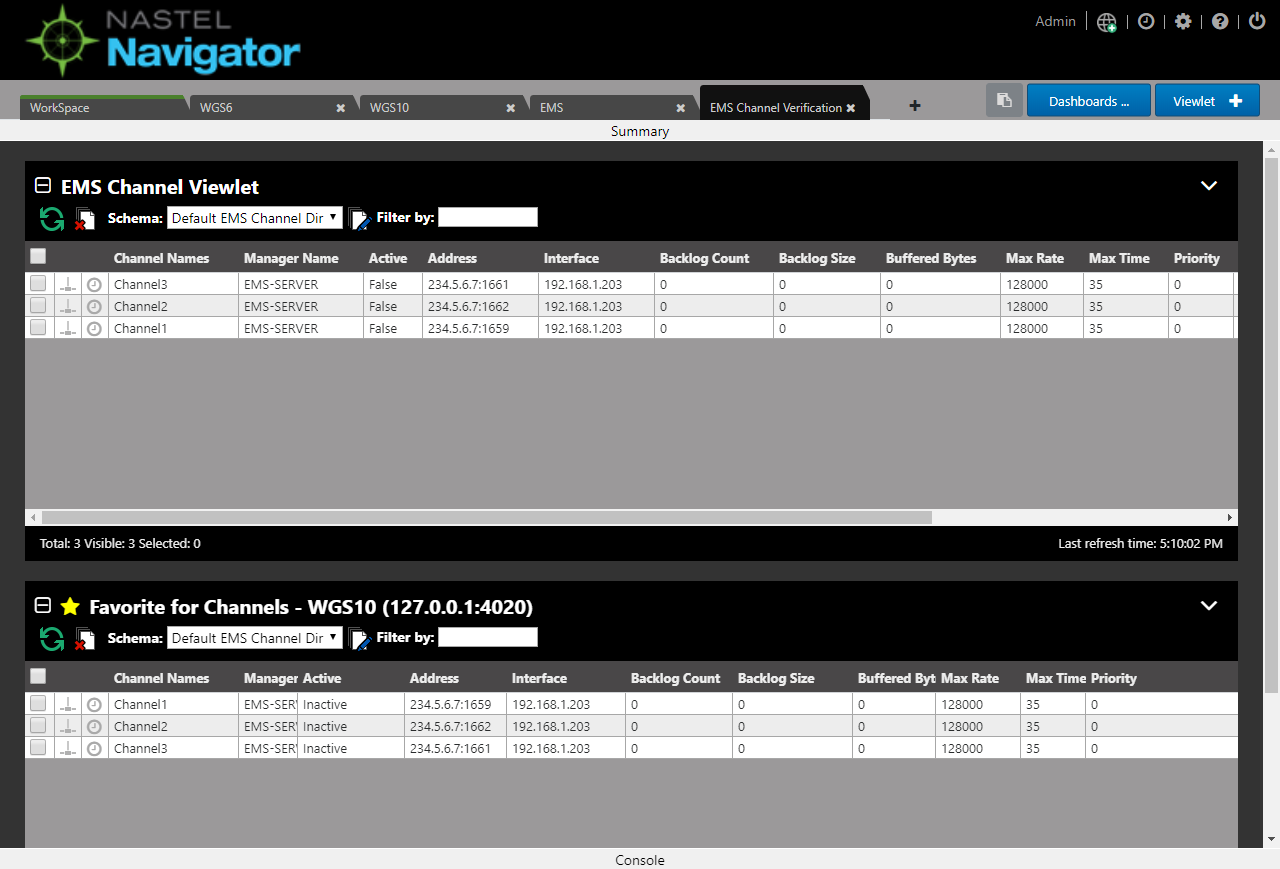 NASTEL
Navigator
Admin
WorkSpace WGS6 WGS10 EMS EMS Channel Verification
Dashboards ... Viewlet
Summary
EMS Channel Viewlet
Schema: Default EMS Channel Dir Filter by:
Channel Names Manager Name Active Address Interface Backlog Count Backlog Size Buffered Bytes Max Rate Max Time Priority
Channel3 EMS-SERVER False 234.5.6.7:1661 192.168.1.203 0 0 0 128000 35 0
Channel2 EMS-SERVER False 234.5.6.7:1662 192.168.1.203 0 0 0 128000 35 0
Channel1 EMS-SERVER False 234.5.6.7:1659 192.168.1.203 0 0 0 128000 35 0
Total: 3 Visible: 3 Selected: 0 Last refresh time: 5:10:02 PM
Favorite for Channels - WGS10 (127.0.0.1:4020)
Schema: Default EMS Channel Dir Filter by:
Channel Names Manager Active Address Interface Backlog Count Backlog Size Buffered Byt Max Rate Max Time Priority
Channel1 EMS-SER Inactive 234.5.6.7:1659 192.168.1.203 0 0 0 128000 35 0
Channel2 EMS-SER Inactive 234.5.6.7:1662 192.168.1.203 0 0 0 128000 35 0
Channel3 EMS-SER Inactive 234.5.6.7:1661 192.168.1.203 0 0 0 128000 35 0
Console